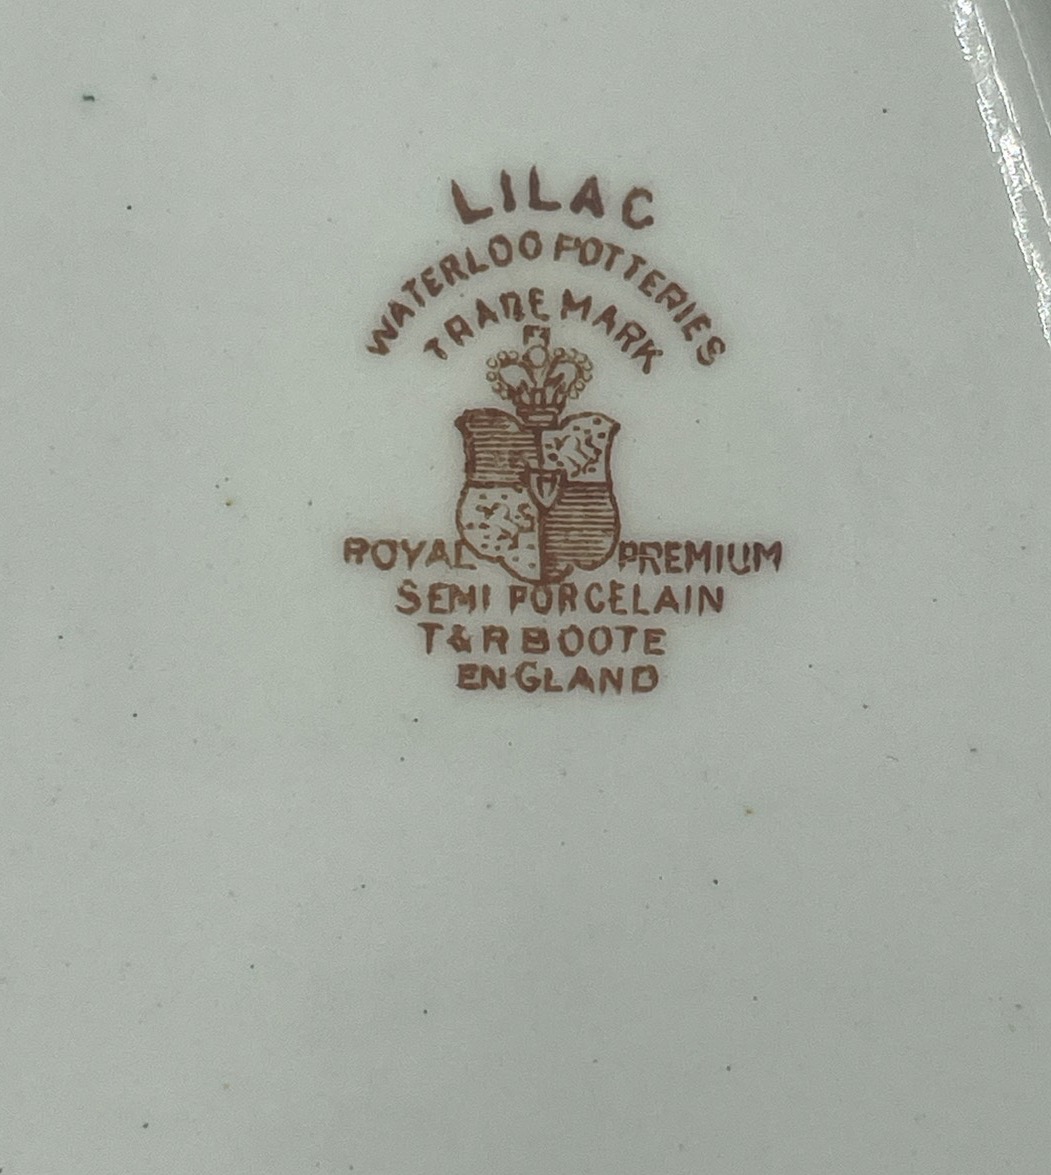 LILAC
WATERLOO POTTERIES
TRADE MARK
ROYAL PREMIUM
SEMI PORCELAIN
T & R BOOTE
ENGLAND